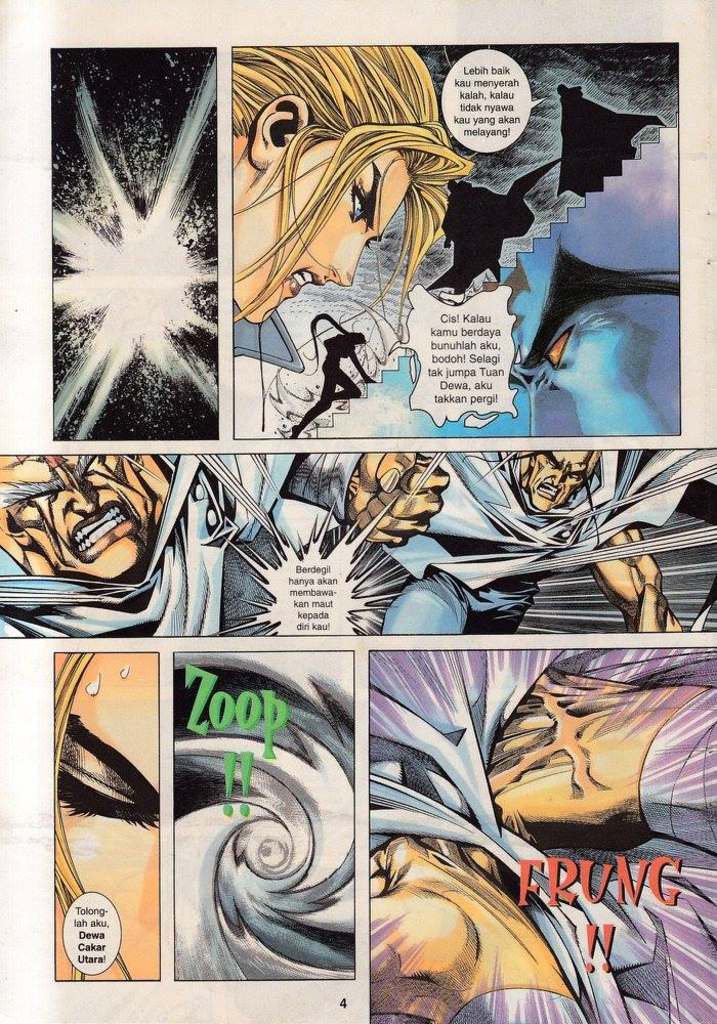 Lebih baik
kau menyerah
kalah, kalau
tidak nyawa
kau yang akan
melayang!
Cis! Kalau
kamu berdaya
bunuhlah aku,
bodoh! Selagi
tak jumpa Tuan
Dewa, aku
takkan pergi!
Berdegil
hanya akan
membawa-
kan maut
kepada
diri kau!
Tolong-
lah aku,
Dewa
Cakar
Utara!
Zoop
!!
FRUNG
!!
4